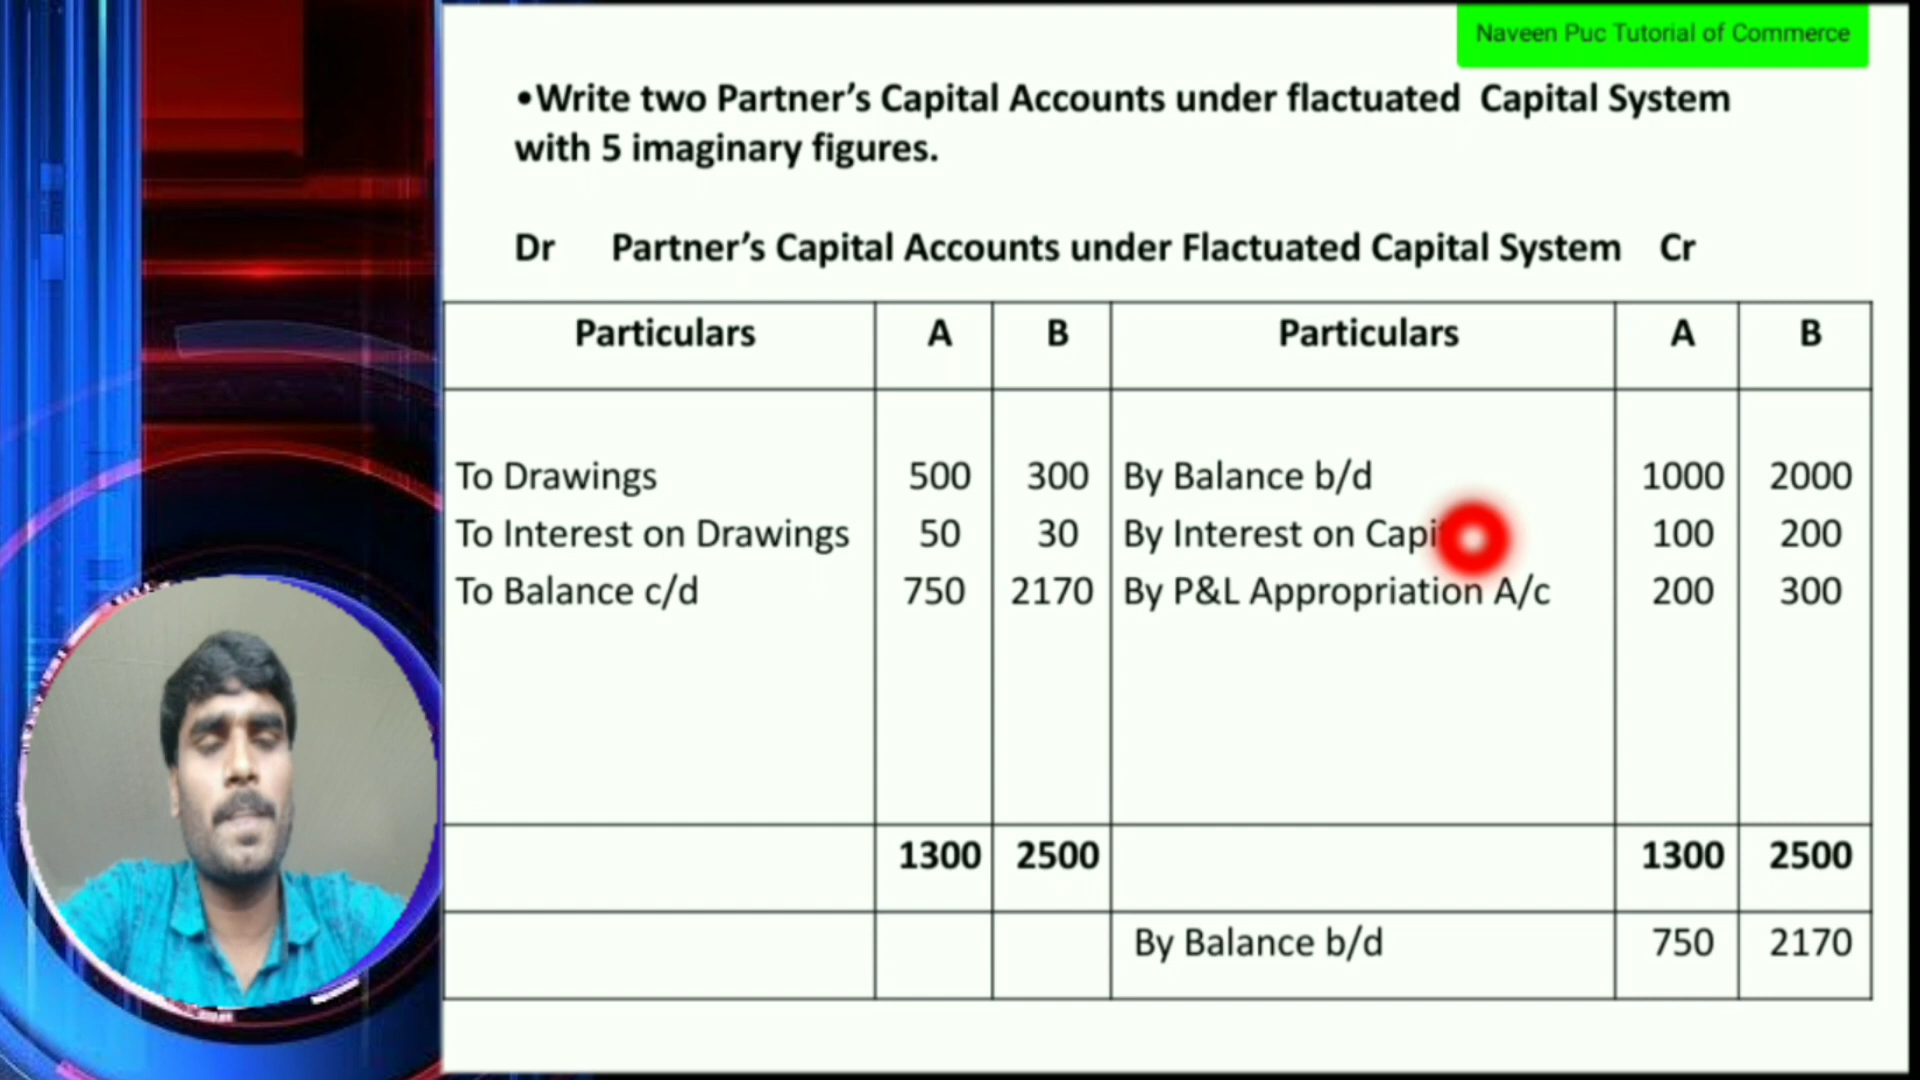 Naveen Puc Tutorial of Commerce
•Write two Partner's Capital Accounts under flactuated Capital System
with 5 imaginary figures.
Dr Partner's Capital Accounts under Flactuated Capital System Cr
Particulars A B Particulars A B
To Drawings 500 300 By Balance b/d 1000 2000
To Interest on Drawings 50 30 By Interest on 100 200
To Balance c/d 750 2170 By P&L Appropriation A/c 200 300
1300 2500 1300 2500
By Balance b/d 750 2170